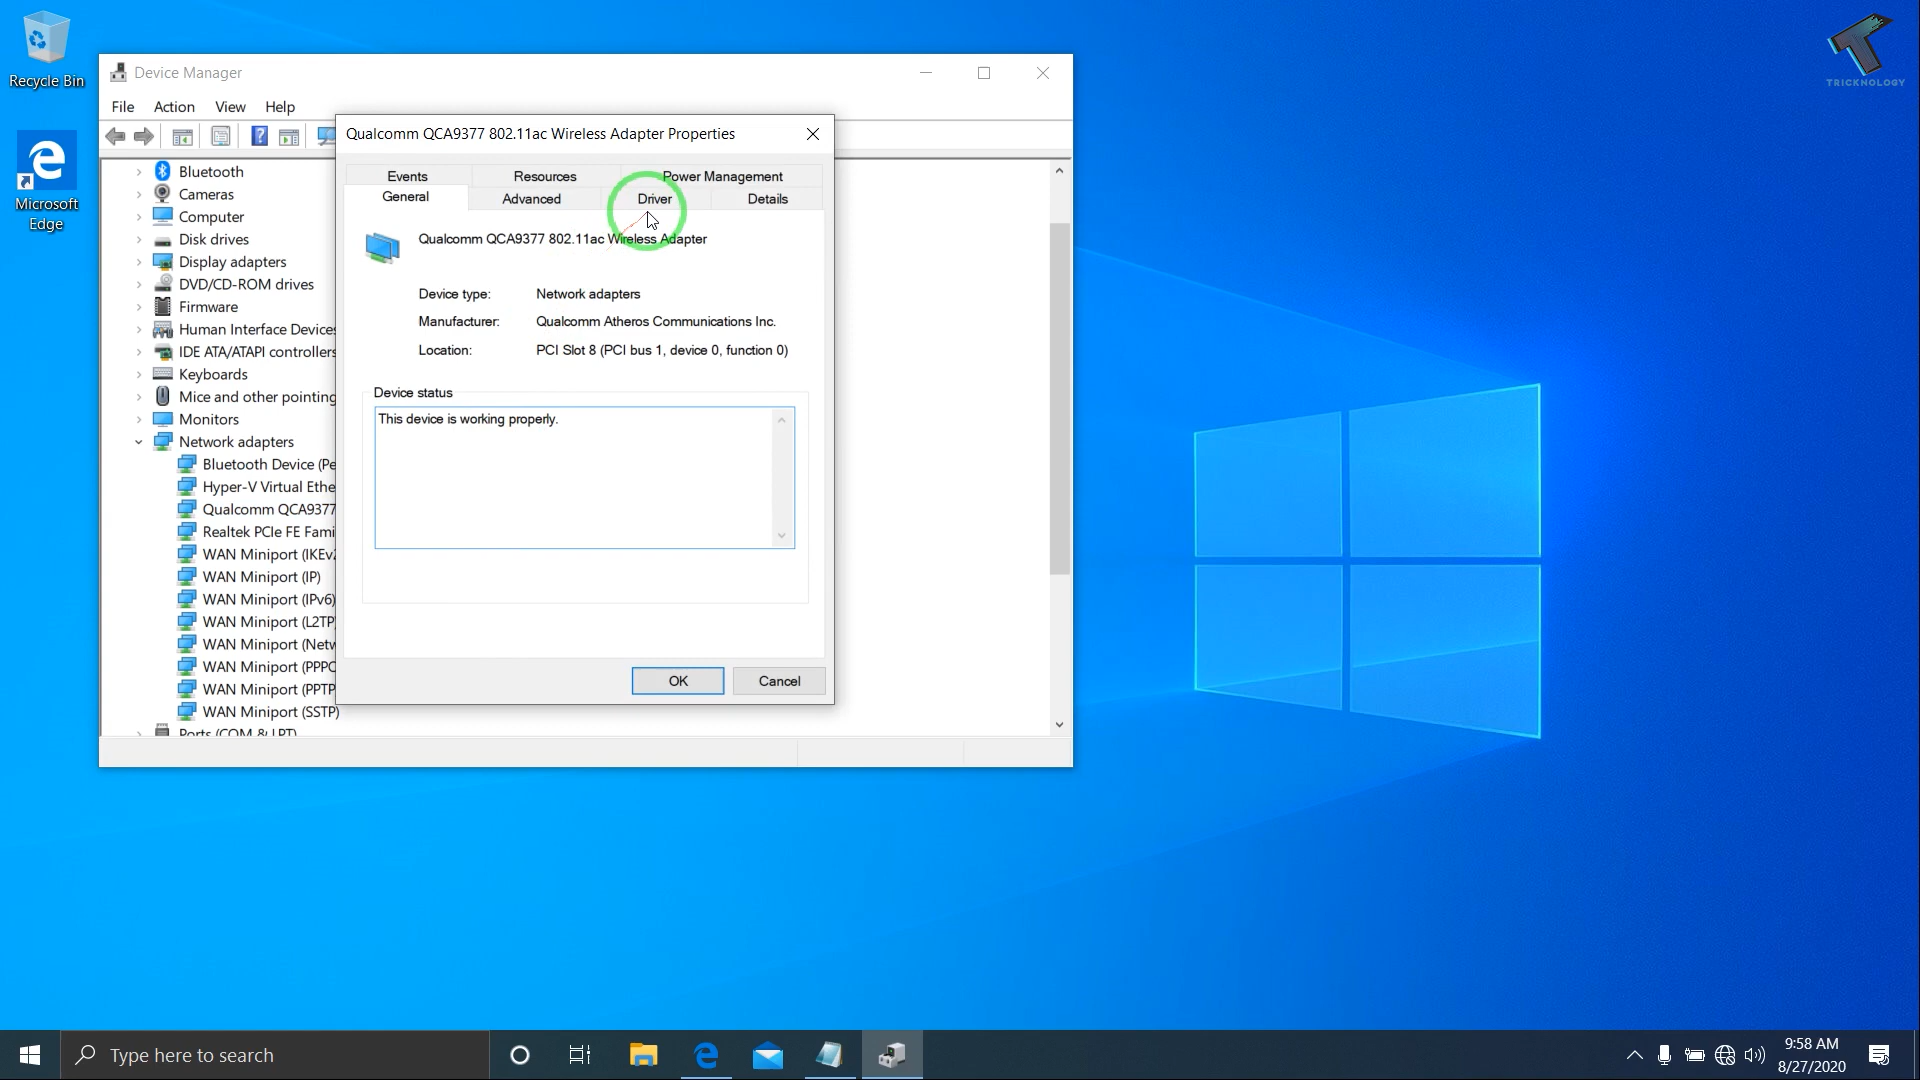 Recycle Bin
Microsoft
Edge
TRICKNOLOGY
Device Manager
File Action View Help
Qualcomm QCA9377 802.11ac Wireless Adapter Properties
Events Resources Power Management
General Advanced Driver Details
Qualcomm QCA9377 802.11ac Wireless Adapter
Device type: Network adapters
Manufacturer: Qualcomm Atheros Communications Inc.
Location: PCI Slot 8 (PCI bus 1, device 0, function 0)
Device status
This device is working properly.
OK Cancel
Bluetooth
Cameras
Computer
Disk drives
Display adapters
DVD/CD-ROM drives
Firmware
Human Interface Devices
IDE ATA/ATAPI controllers
Keyboards
Mice and other pointing
Monitors
Network adapters
Bluetooth Device (Pe
Hyper-V Virtual Ethe
Qualcomm QCA9377
Realtek PCIe FE Fami
WAN Miniport (IKEv2
WAN Miniport (IP)
WAN Miniport (IPv6)
WAN Miniport (L2TP
WAN Miniport (Netw
WAN Miniport (PPPO
WAN Miniport (PPTP
WAN Miniport (SSTP)
Ports (COM & LPT)
Type here to search
9:58 AM
8/27/2020